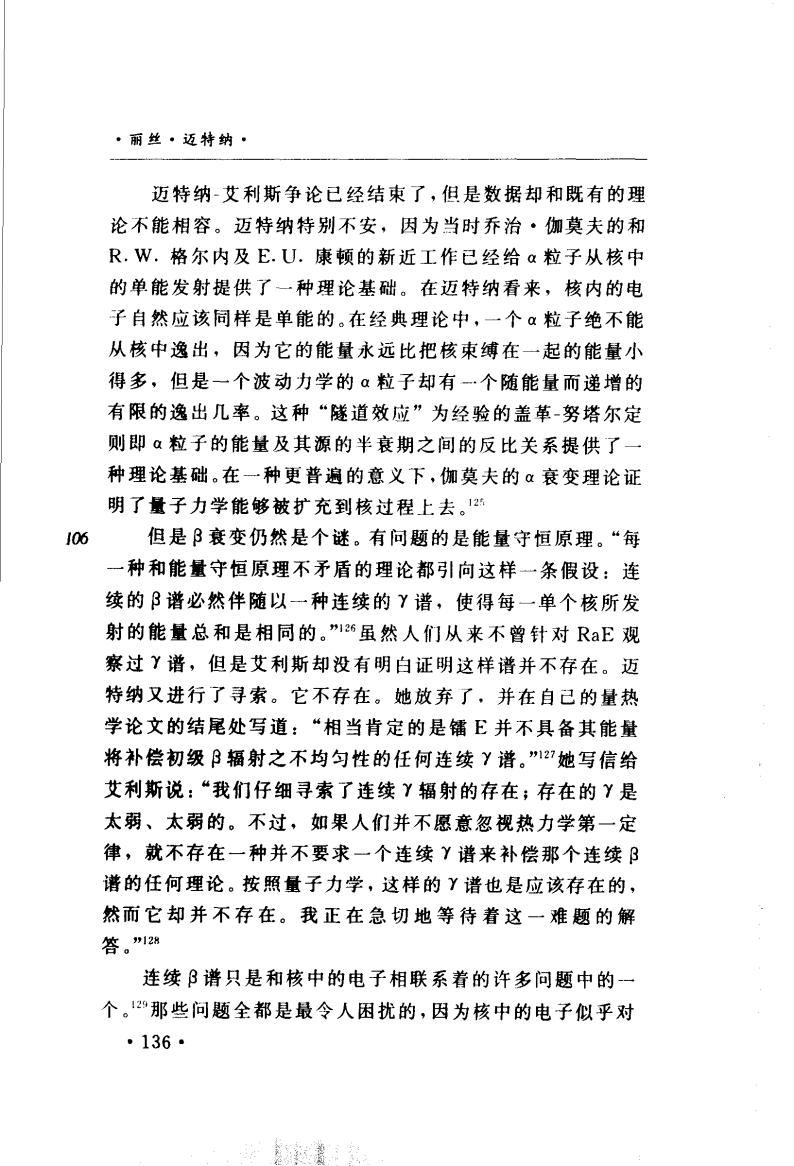 ·丽丝·迈特纳·
迈特纳-艾利斯争论已经结束了,但是数据却和既有的理
论不能相容。迈特纳特别不安，因为当时乔治·伽莫夫的和
R.W. 格尔内及 E.U. 康顿的新近工作已经给α粒子从核中
的单能发射提供了一种理论基础。在迈特纳看来，核内的电
子自然应该同样是单能的。在经典理论中,一个α粒子绝不能
从核中逸出，因为它的能量永远比把核束缚在一起的能量小
得多，但是一个波动力学的α粒子却有一个随能量而递增的
有限的逸出几率。这种“隧道效应”为经验的盖革-努塔尔定
则即α粒子的能量及其源的半衰期之间的反比关系提供了一
种理论基础。在一种更普遍的意义下,伽莫夫的α衰变理论证
明了量子力学能够被扩充到核过程上去。125
106 但是β衰变仍然是个谜。有问题的是能量守恒原理。“每
一种和能量守恒原理不矛盾的理论都引向这样一条假设：连
续的β谱必然伴随以一种连续的γ谱，使得每一单个核所发
射的能量总和是相同的。”126虽然人们从来不曾针对 RaE 观
察过γ谱，但是艾利斯却没有明白证明这样谱并不存在。迈
特纳又进行了寻索。它不存在。她放弃了，并在自己的量热
学论文的结尾处写道：“相当肯定的是镭 E 并不具备其能量
将补偿初级β辐射之不均匀性的任何连续γ谱。”127她写信给
艾利斯说：“我们仔细寻索了连续γ辐射的存在；存在的γ是
太弱、太弱的。不过，如果人们并不愿意忽视热力学第一定
律，就不存在一种并不要求一个连续γ谱来补偿那个连续β
谱的任何理论。按照量子力学，这样的γ谱也是应该存在的，
然而它却并不存在。我正在急切地等待着这一难题的解
答。”128
连续β谱只是和核中的电子相联系着的许多问题中的一
个。129那些问题全都是最令人困扰的,因为核中的电子似乎对
·136·